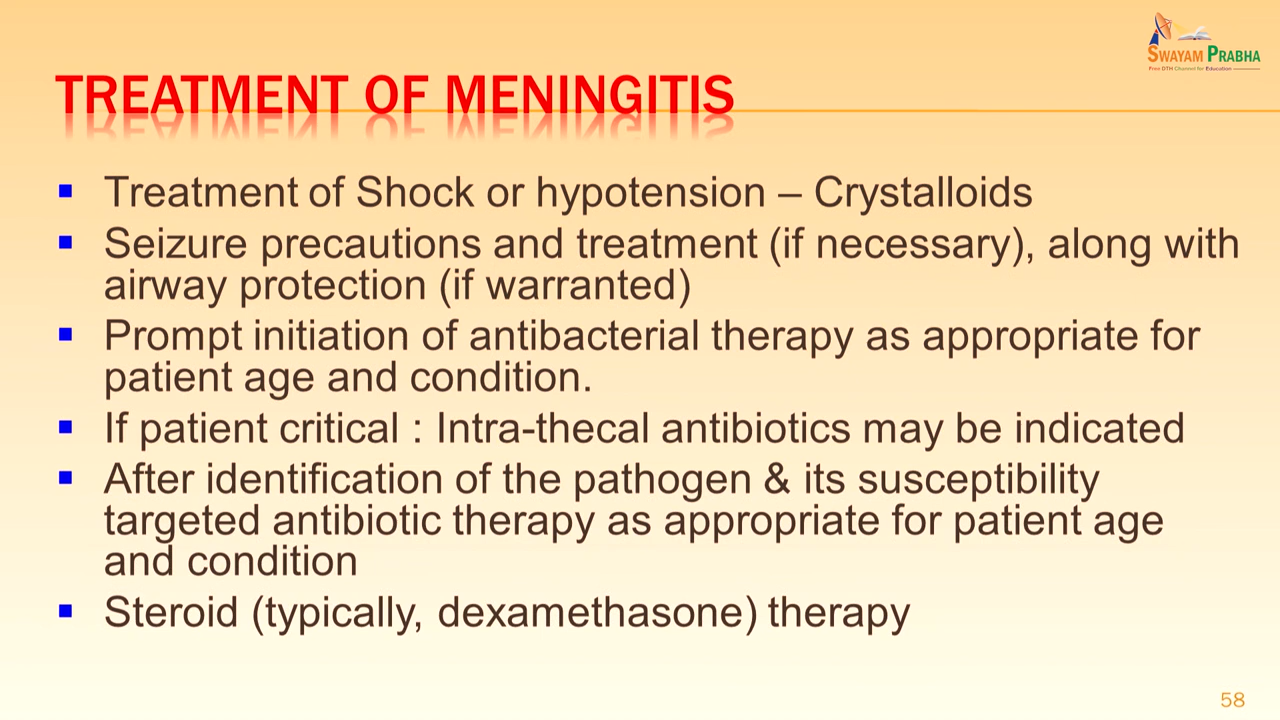 SWAYAM PRABHA
Free DTH Channel for Education
TREATMENT OF MENINGITIS
▪ Treatment of Shock or hypotension – Crystalloids
▪ Seizure precautions and treatment (if necessary), along with
airway protection (if warranted)
▪ Prompt initiation of antibacterial therapy as appropriate for
patient age and condition.
▪ If patient critical : Intra-thecal antibiotics may be indicated
▪ After identification of the pathogen & its susceptibility
targeted antibiotic therapy as appropriate for patient age
and condition
▪ Steroid (typically, dexamethasone) therapy
58